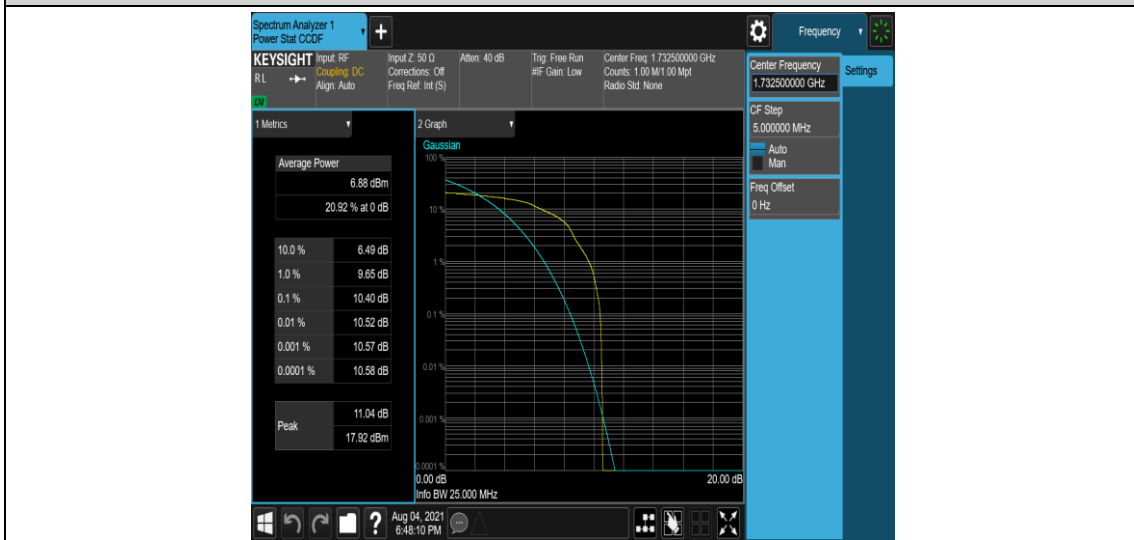 Spectrum Analyzer 1
Power Stat CCDF
+
Frequency
KEYSIGHT
RL
LXI
Input: RF
Coupling: DC
Align: Auto
Input Z: 50 Ω
Corrections: Off
Freq Ref: Int (S)
Atten: 40 dB
Trig: Free Run
#IF Gain: Low
Center Freq: 1.732500000 GHz
Counts: 1.00 M/1.00 Mpt
Radio Std: None
Center Frequency
1.732500000 GHz
Settings
CF Step
5.000000 MHz
Auto
Man
Freq Offset
0 Hz
1 Metrics
Average Power
6.88 dBm
20.92 % at 0 dB
10.0 % 6.49 dB
1.0 % 9.65 dB
0.1 % 10.40 dB
0.01 % 10.52 dB
0.001 % 10.57 dB
0.0001 % 10.58 dB
Peak
11.04 dB
17.92 dBm
2 Graph
Gaussian
100 %
10 %
1 %
0.1 %
0.01 %
0.001 %
0.0001 %
0.00 dB 20.00 dB
Info BW 25.000 MHz
?
Aug 04, 2021
6:48:10 PM